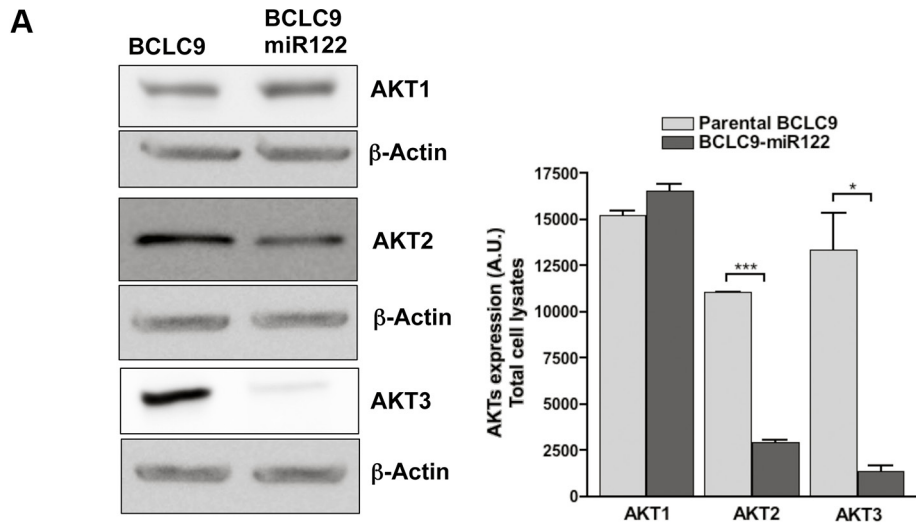 A
BCLC9
BCLC9
miR122
AKT1
β-Actin
AKT2
β-Actin
AKT3
β-Actin
Parental BCLC9
BCLC9-miR122
AKTs expression (A.U.)
Total cell lysates
17500
15000
12500
10000
7500
5000
2500
0
***
*
AKT1
AKT2
AKT3